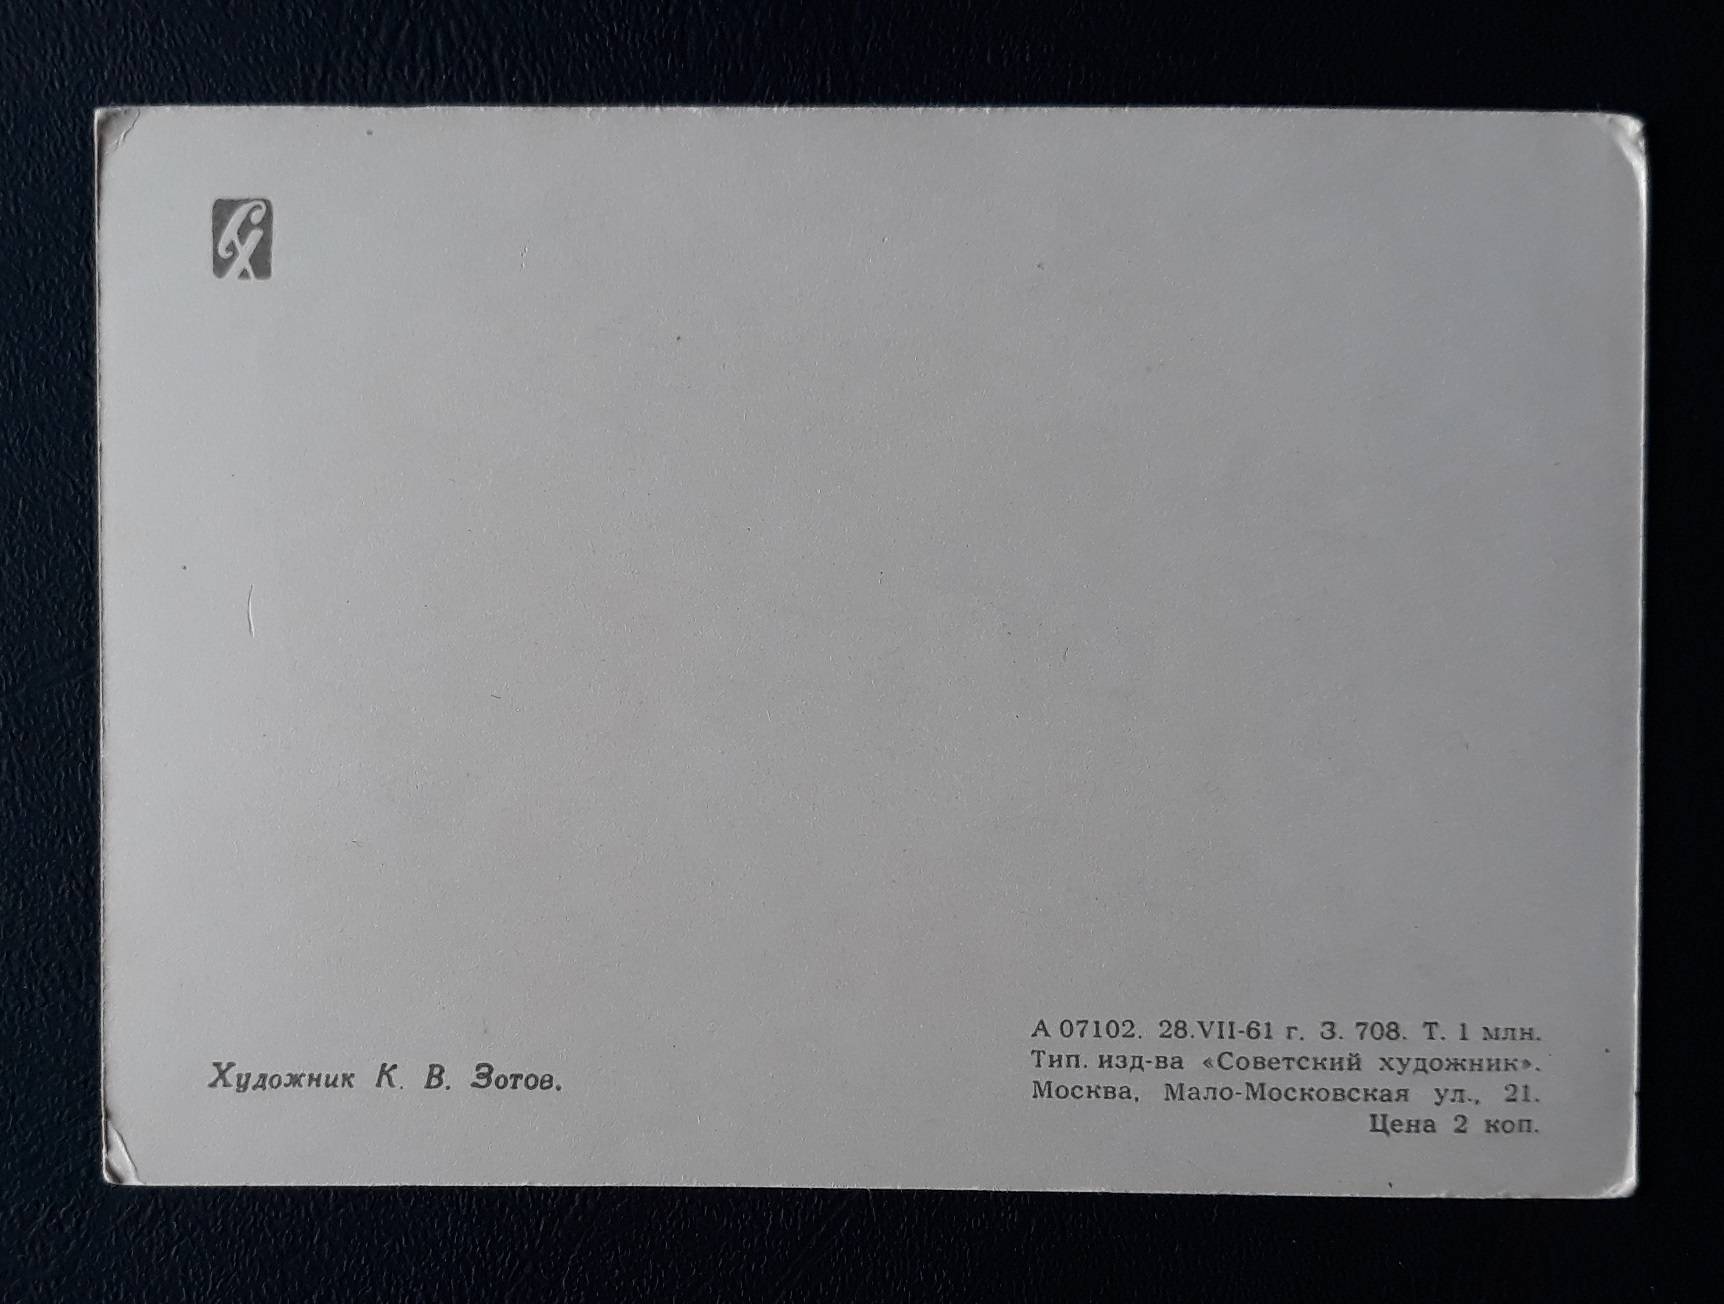 СХ
Художник К. В. Зотов.
А 07102. 28.VII-61 г. З. 708. Т. 1 млн.
Тип. изд-ва «Советский художник».
Москва, Мало-Московская ул., 21.
Цена 2 коп.